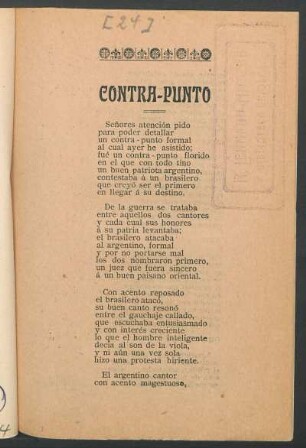 [24]
CONTRA-PUNTO
Señores atención pido
para poder detallar
un contra-punto formal
al cual ayer he asistido;
fué un contra-punto florido
en el que con todo tino
un buen patriota argentino,
contestaba á un brasilero
que creyó ser el primero
en llegar á su destino.
De la guerra se trataba
entre aquellos dos cantores
y cada cual sus honores
á su patria levantaba;
el brasilero atacaba
al argentino, formal
y por no portarse mal
los dos nombraron primero,
un juez que fuera sincero
á un buen paisano oriental.
Con acento reposado
el brasilero atacó,
su buen canto resonó
entre el gauchaje callado,
que escuchaba entusiasmado
y con interés creciente
lo que el hombre inteligente
decía al son de la viola,
y ni aún una vez sola
hizo una protesta hiriente.
El argentino cantor
con acento magestuoso,